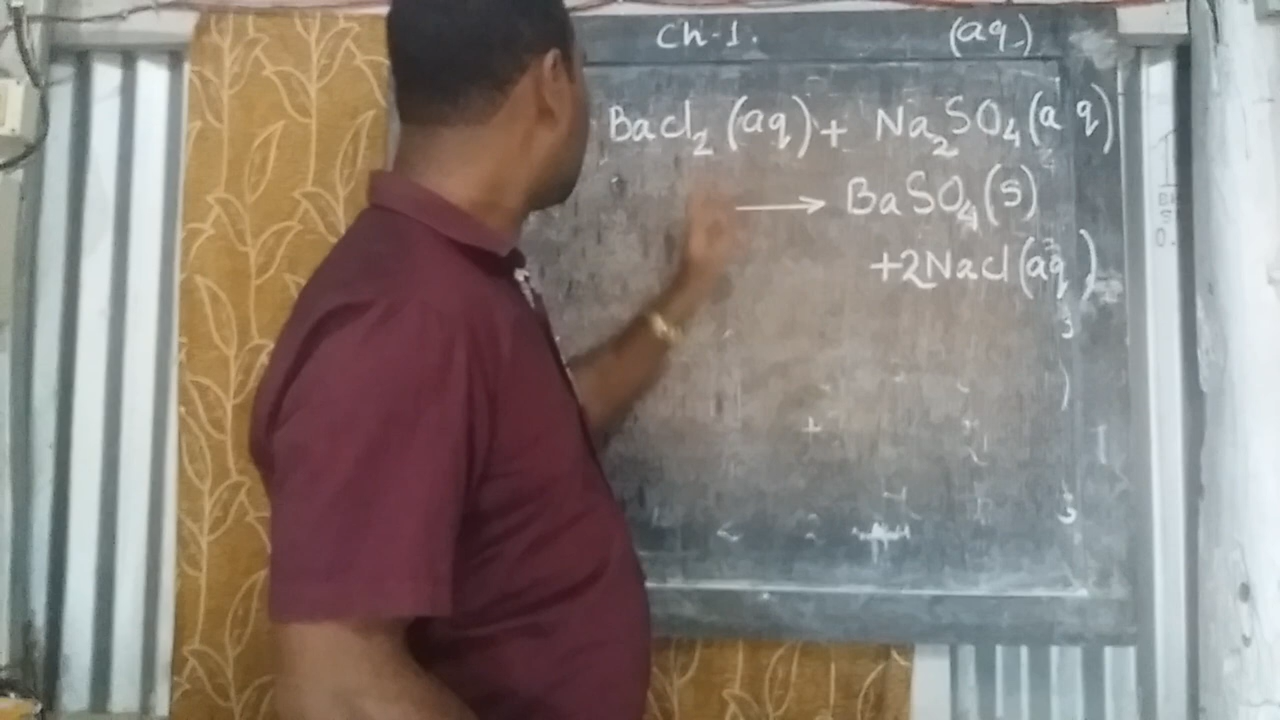 Ch-1. (aq)
BaCl2 (aq) + Na2SO4 (aq)
⟶ BaSO4 (s)
+2NaCl (aq)